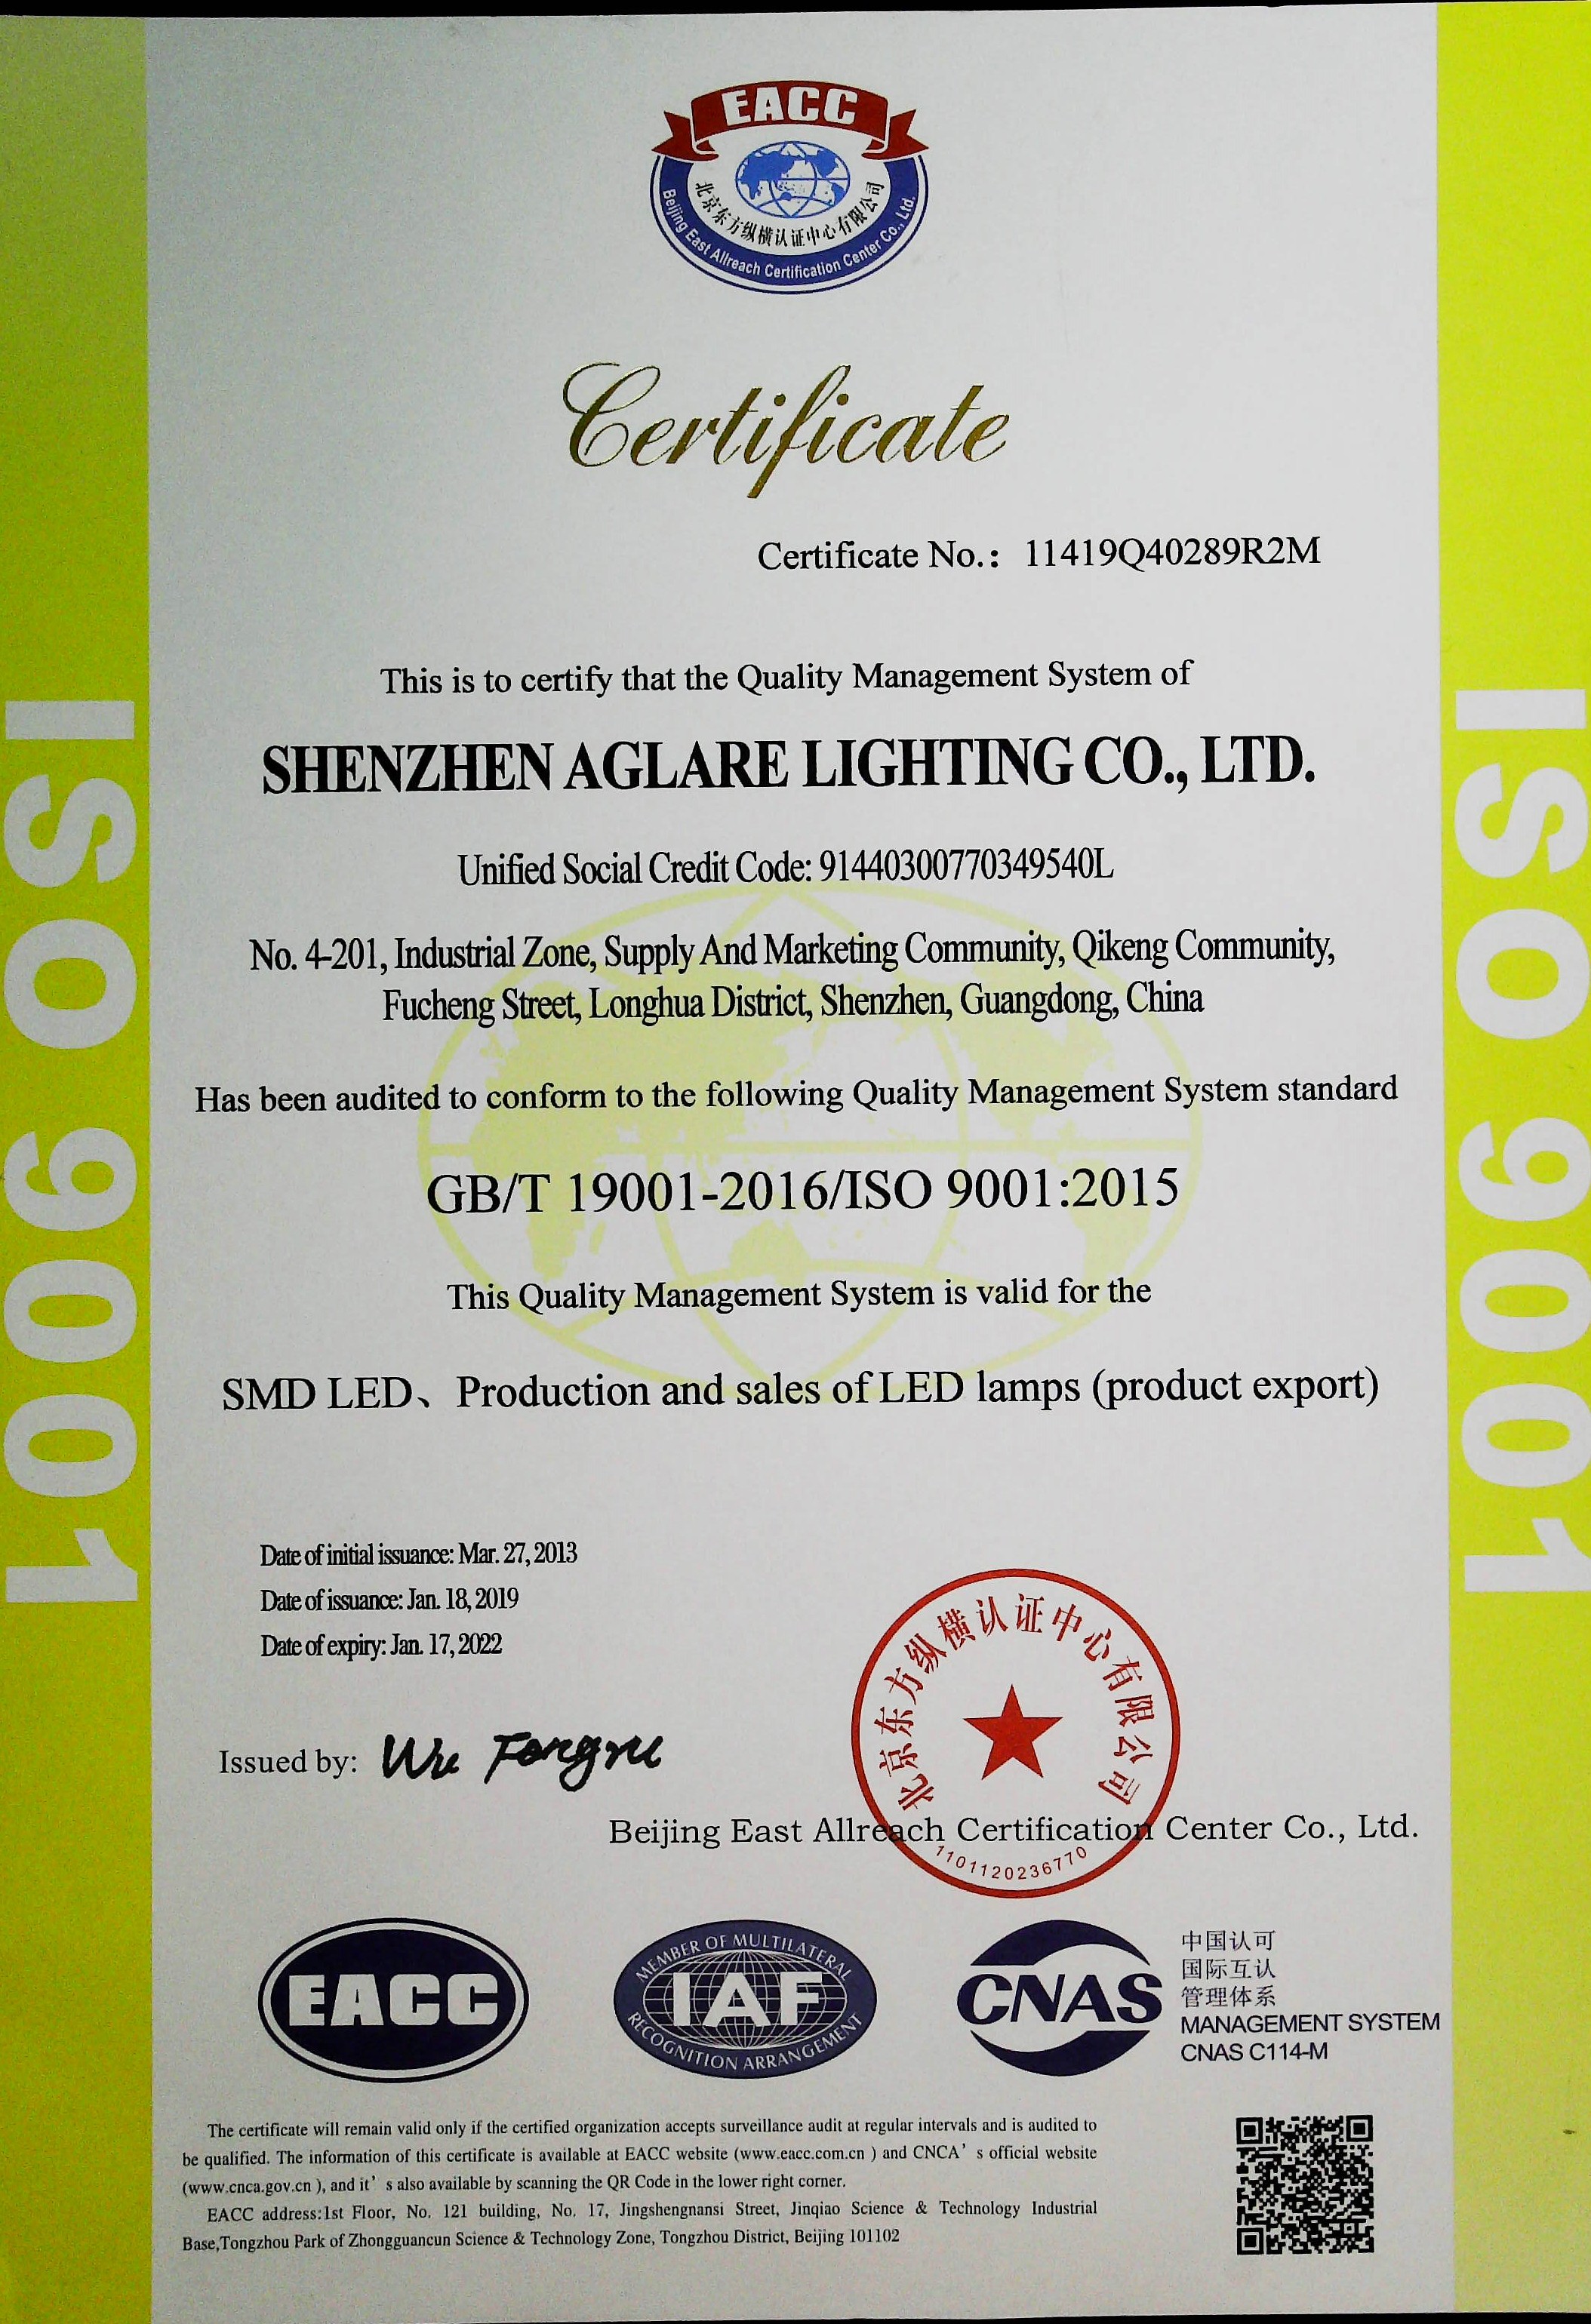 EACC
北京东方纵横认证中心有限公司
Beijing East Allreach Certification Center Co., Ltd.
Certificate
Certificate No.: 11419Q40289R2M
This is to certify that the Quality Management System of
SHENZHEN AGLARE LIGHTING CO., LTD.
Unified Social Credit Code: 91440300770349540L
No. 4-201, Industrial Zone, Supply And Marketing Community, Qikeng Community,
Fucheng Street, Longhua District, Shenzhen, Guangdong, China
Has been audited to conform to the following Quality Management System standard
GB/T 19001-2016/ISO 9001:2015
This Quality Management System is valid for the
SMD LED、Production and sales of LED lamps (product export)
ISO 9001
ISO 9001
Date of initial issuance: Mar. 27, 2013
Date of issuance: Jan. 18, 2019
Date of expiry: Jan. 17, 2022
Issued by: Wu Fongru
北京东方纵横认证中心有限公司
Beijing East Allreach Certification Center Co., Ltd.
1101120236770
EACC
MEMBER OF MULTILATERAL
IAF
RECOGNITION ARRANGEMENT
CNAS
中国认可
国际互认
管理体系
MANAGEMENT SYSTEM
CNAS C114-M
The certificate will remain valid only if the certified organization accepts surveillance audit at regular intervals and is audited to
be qualified. The information of this certificate is available at EACC website (www.eacc.com.cn ) and CNCA' s official website
(www.cnca.gov.cn ), and it' s also available by scanning the QR Code in the lower right corner.
EACC address:1st Floor, No. 121 building, No. 17, Jingshengnansi Street, Jinqiao Science & Technology Industrial
Base,Tongzhou Park of Zhongguancun Science & Technology Zone, Tongzhou District, Beijing 101102